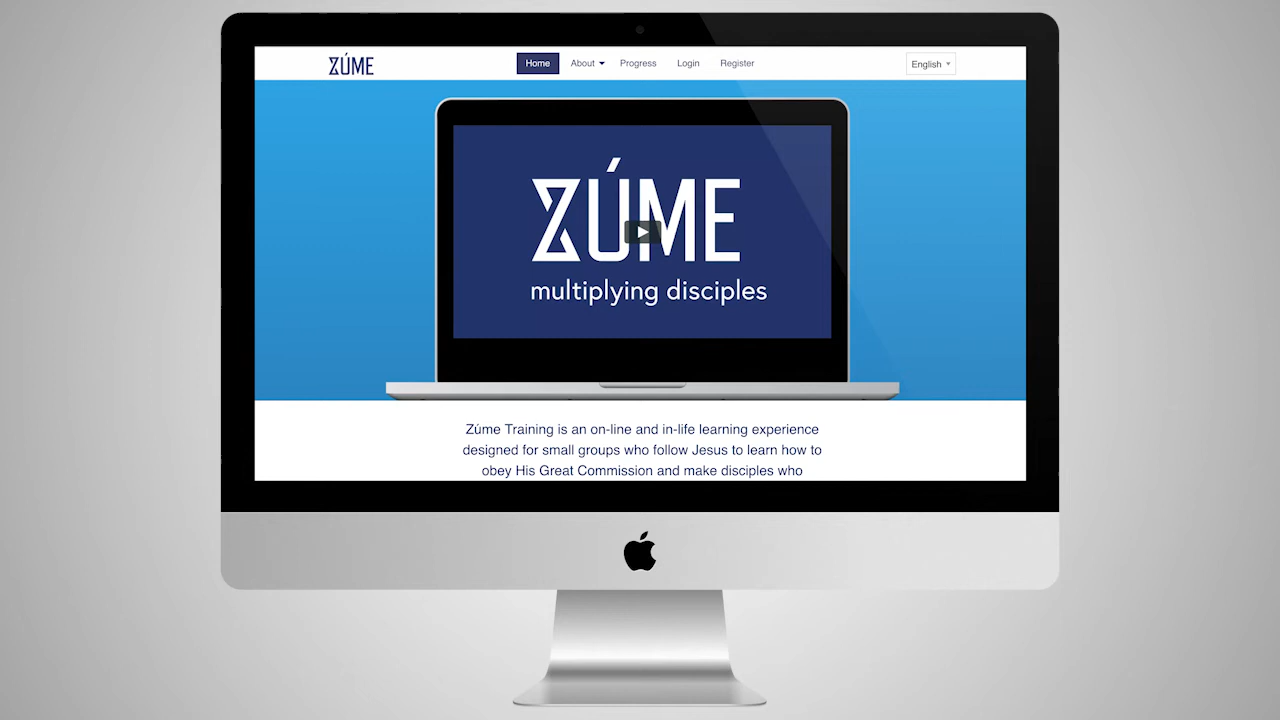 ZÚME
Home About Progress Login Register
English
ZÚME
multiplying disciples
Zúme Training is an on-line and in-life learning experience
designed for small groups who follow Jesus to learn how to
obey His Great Commission and make disciples who